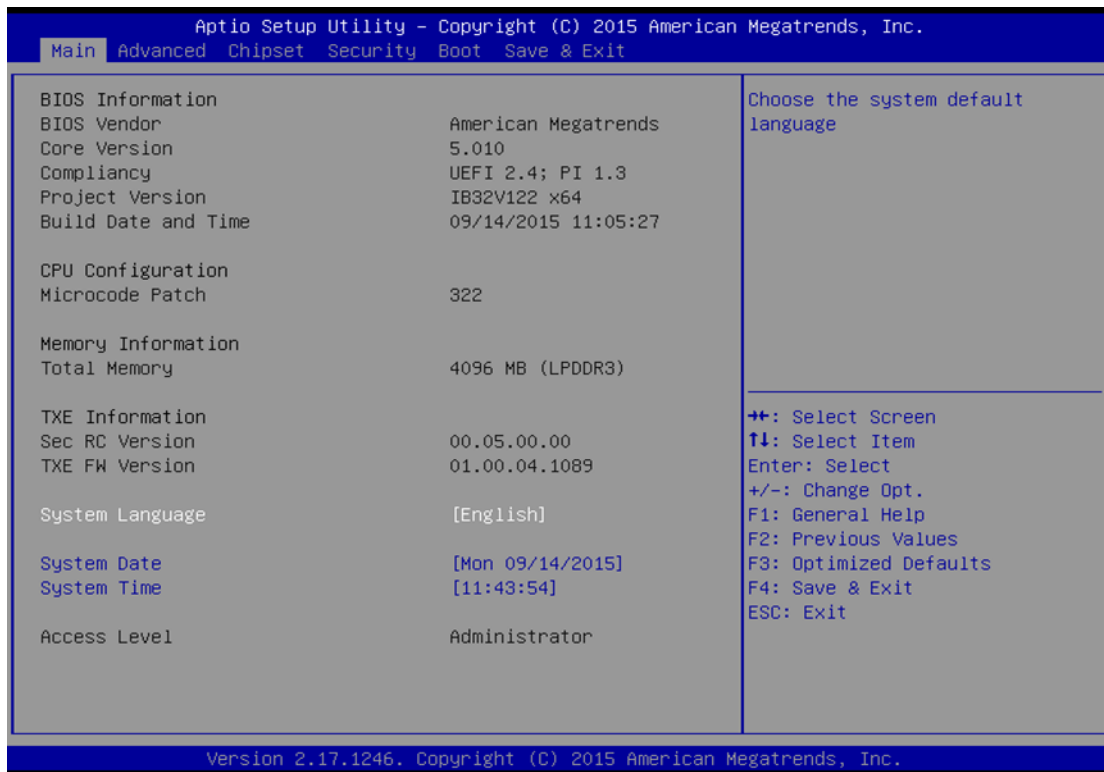 Aptio Setup Utility – Copyright (C) 2015 American Megatrends, Inc.
Main Advanced Chipset Security Boot Save & Exit
BIOS Information
BIOS Vendor American Megatrends
Core Version 5.010
Compliancy UEFI 2.4; PI 1.3
Project Version IB32V122 x64
Build Date and Time 09/14/2015 11:05:27
CPU Configuration
Microcode Patch 322
Memory Information
Total Memory 4096 MB (LPDDR3)
TXE Information
Sec RC Version 00.05.00.00
TXE FW Version 01.00.04.1089
System Language [English]
System Date [Mon 09/14/2015]
System Time [11:43:54]
Access Level Administrator
Choose the system default
language
→←: Select Screen
↑↓: Select Item
Enter: Select
+/-: Change Opt.
F1: General Help
F2: Previous Values
F3: Optimized Defaults
F4: Save & Exit
ESC: Exit
Version 2.17.1246. Copyright (C) 2015 American Megatrends, Inc.